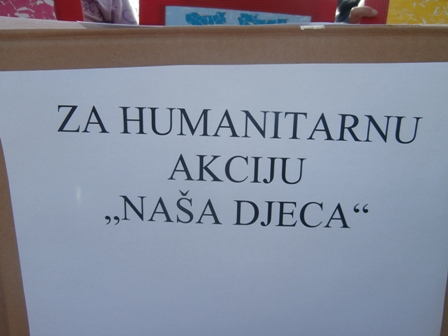 ZA HUMANITARNU
AKCIJU
„NAŠA DJECA“